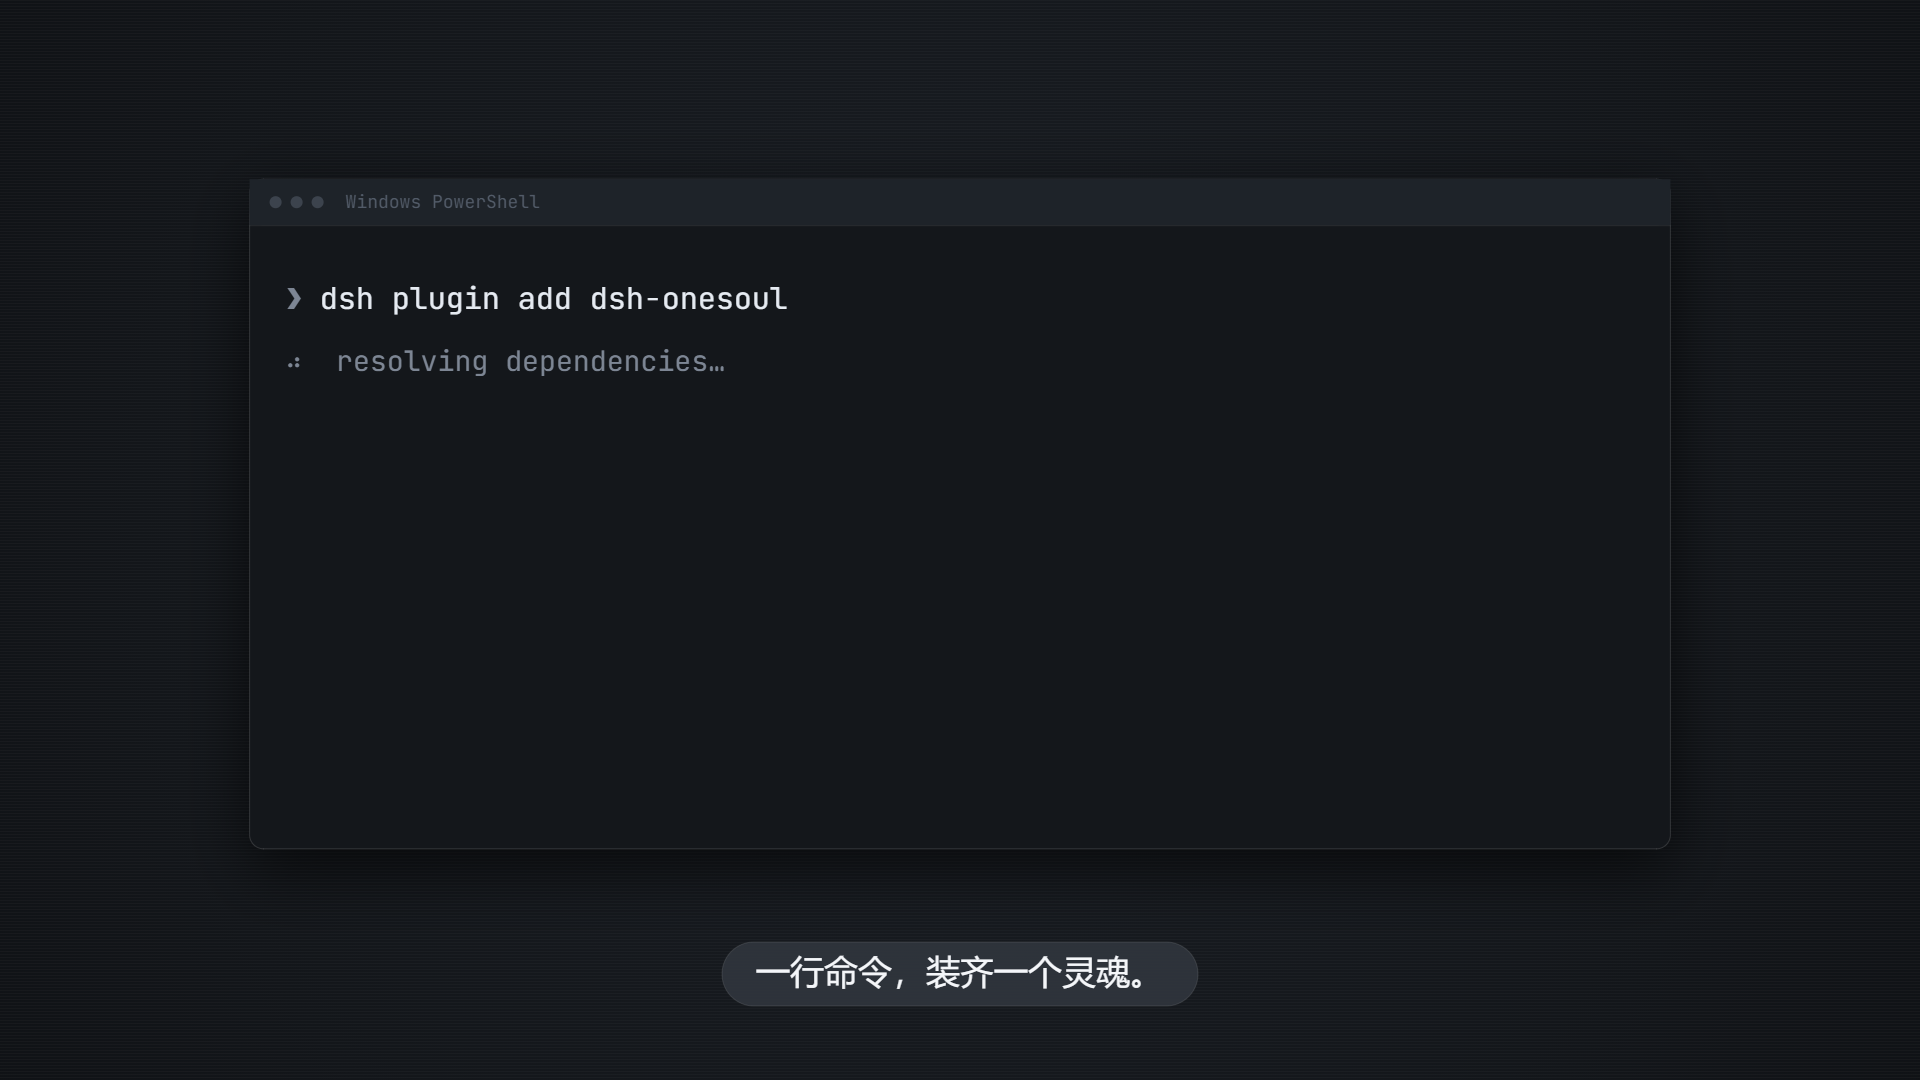 Windows PowerShell
❯ dsh plugin add dsh-onesoul
⠴ resolving dependencies…
一行命令，装齐一个灵魂。